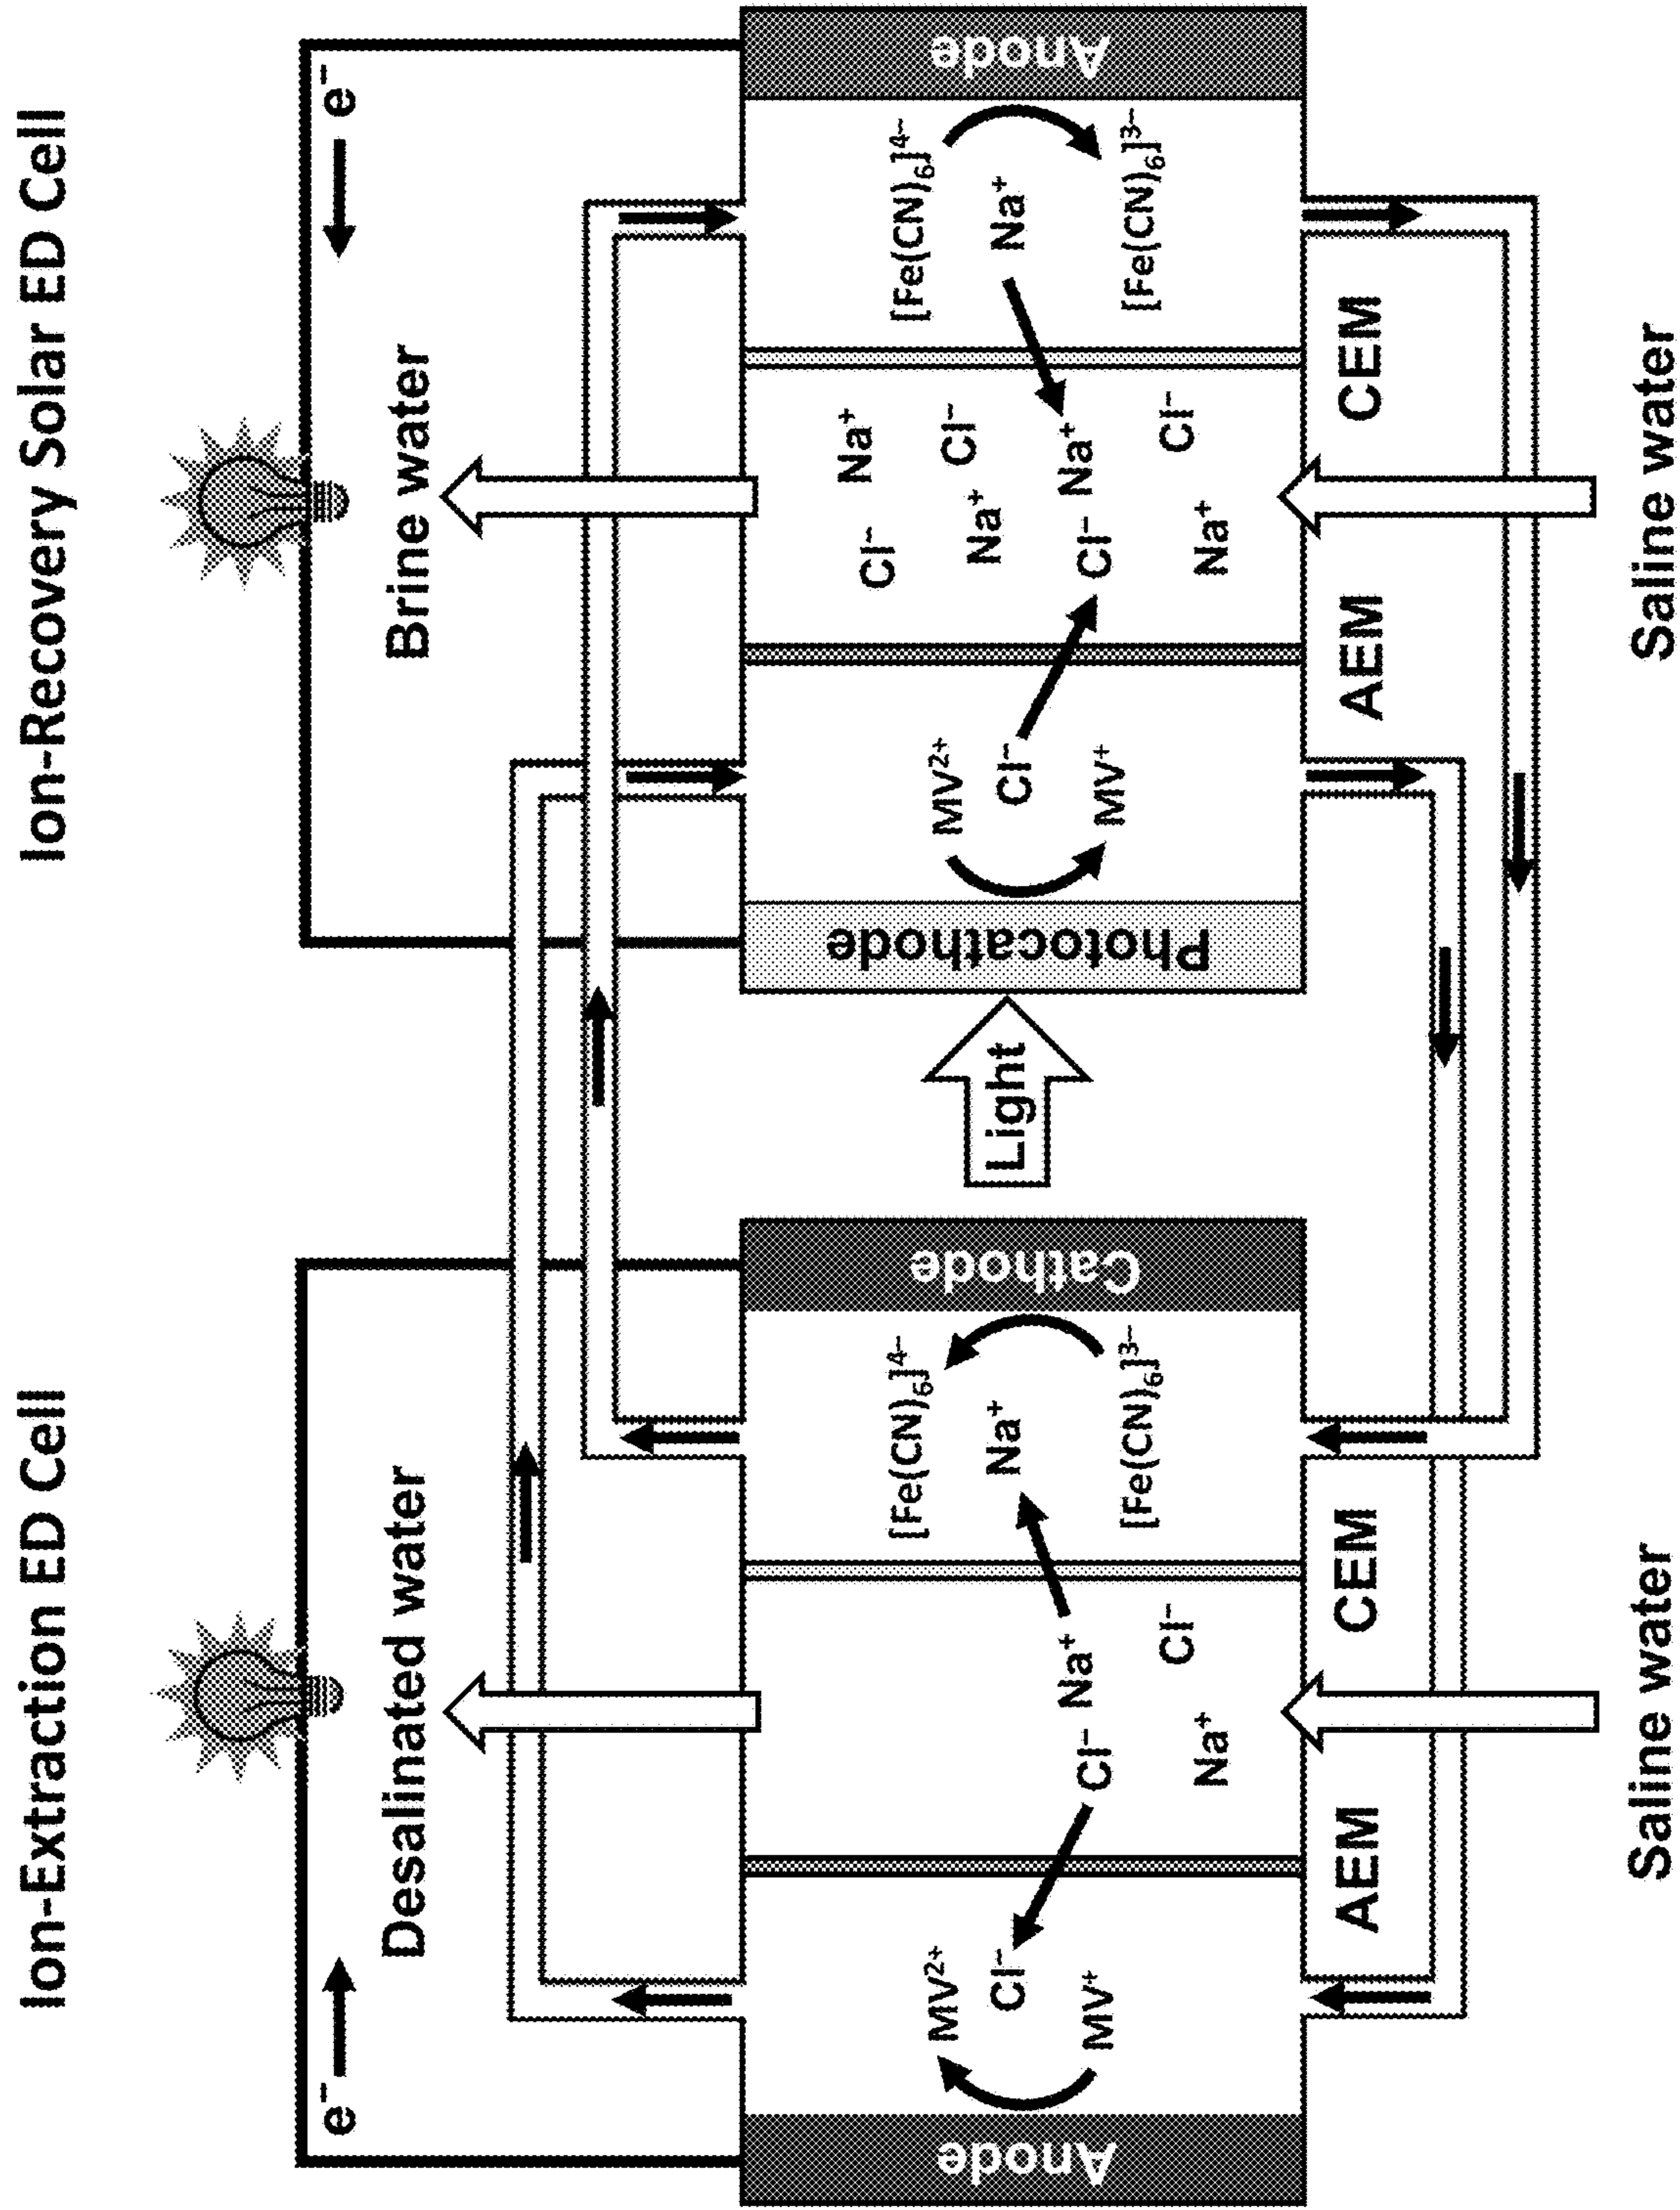 Ion-Extraction ED Cell
Ion-Recovery Solar ED Cell
e⁻
e⁻
Desalinated water
Brine water
Anode
MV²⁺
Cl⁻
MV⁺
Cl⁻
Na⁺
Na⁺
Cl⁻
[Fe(CN)₆]⁴⁻
Na⁺
[Fe(CN)₆]³⁻
Cathode
Light
Photocathode
MV²⁺
Cl⁻
MV⁺
Cl⁻
Na⁺
Na⁺
Cl⁻
Cl⁻
Na⁺
Na⁺
Cl⁻
[Fe(CN)₆]⁴⁻
Na⁺
[Fe(CN)₆]³⁻
Anode
AEM
CEM
AEM
CEM
Saline water
Saline water